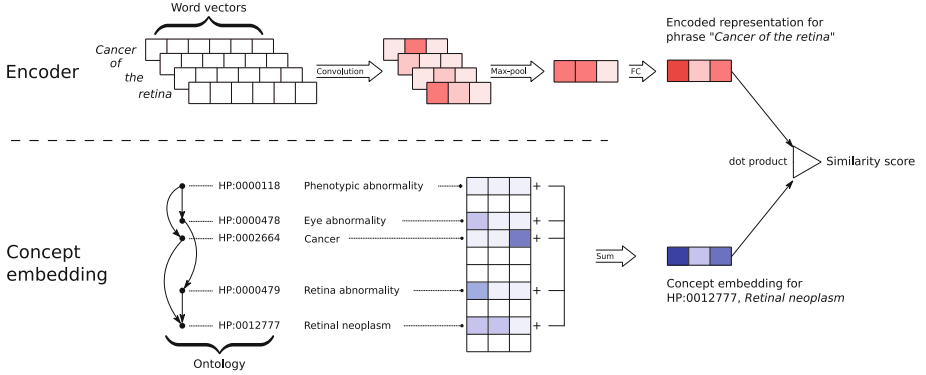 Word vectors
Cancer
of
the
retina
Encoder
Convolution
Max-pool
FC
Encoded representation for
phrase "Cancer of the retina"
dot product
Similarity score
Concept
embedding
HP:0000118 Phenotypic abnormality +
HP:0000478 Eye abnormality +
HP:0002664 Cancer +
HP:0000479 Retina abnormality +
HP:0012777 Retinal neoplasm +
Ontology
Sum
Concept embedding for
HP:0012777, Retinal neoplasm